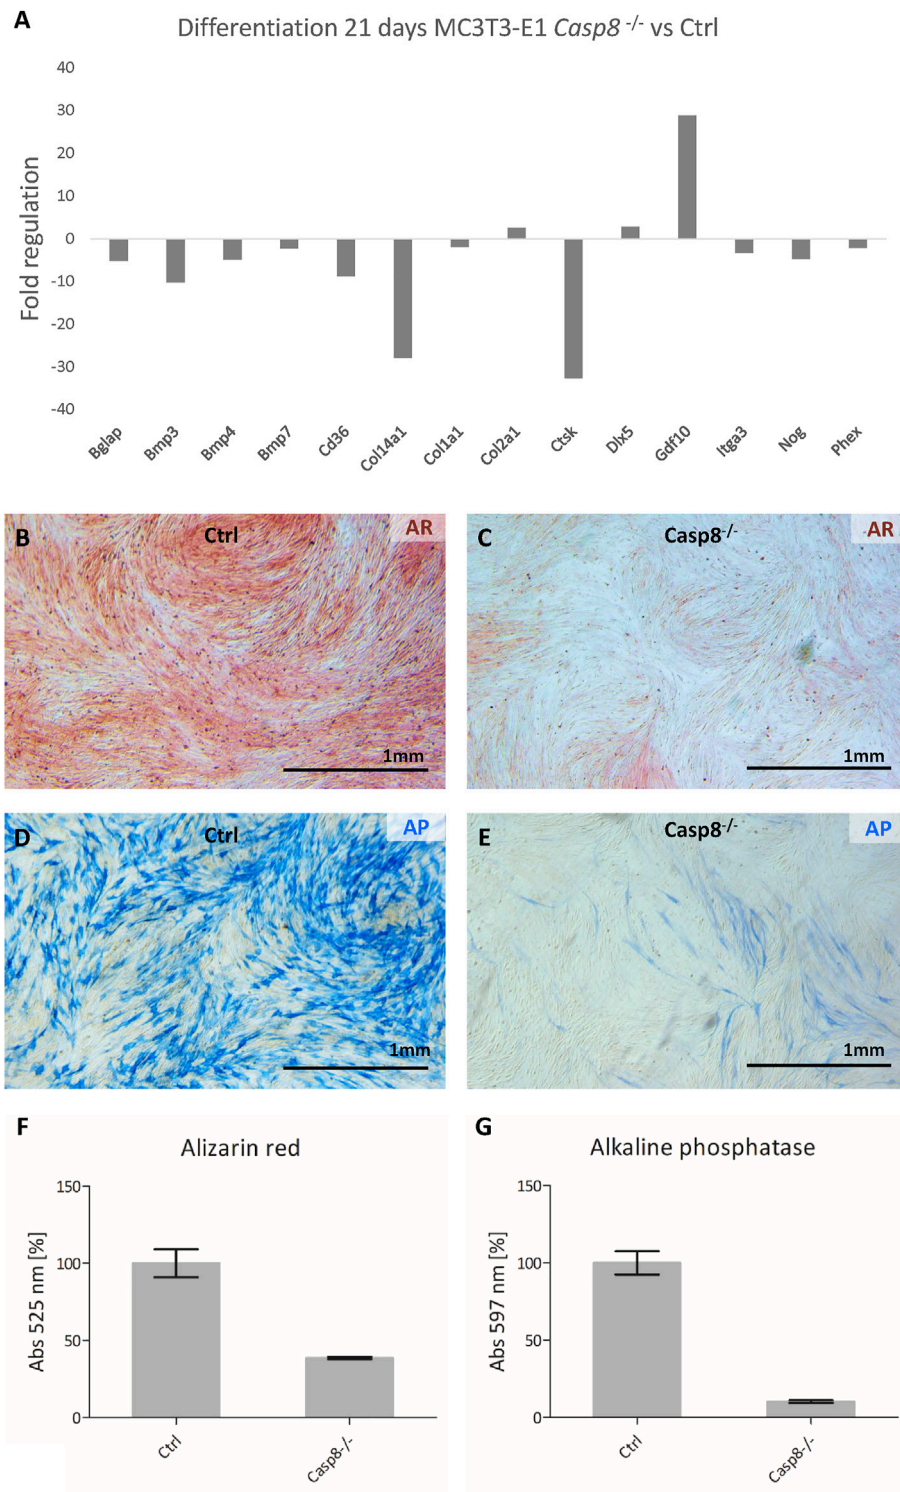 A
Differentiation 21 days MC3T3-E1 Casp8 -/- vs Ctrl
Fold regulation
40
30
20
10
0
-10
-20
-30
-40
Bglap
Bmp3
Bmp4
Bmp7
Cd36
Col14a1
Col1a1
Col2a1
Ctsk
Dlx5
Gdf10
Itga3
Nog
Phex
B
Ctrl
AR
1mm
C
Casp8-/-
AR
1mm
D
Ctrl
AP
1mm
E
Casp8-/-
AP
1mm
F
Alizarin red
Abs 525 nm [%]
150
100
50
0
Ctrl
Casp8-/-
G
Alkaline phosphatase
Abs 597 nm [%]
150
100
50
0
Ctrl
Casp8-/-